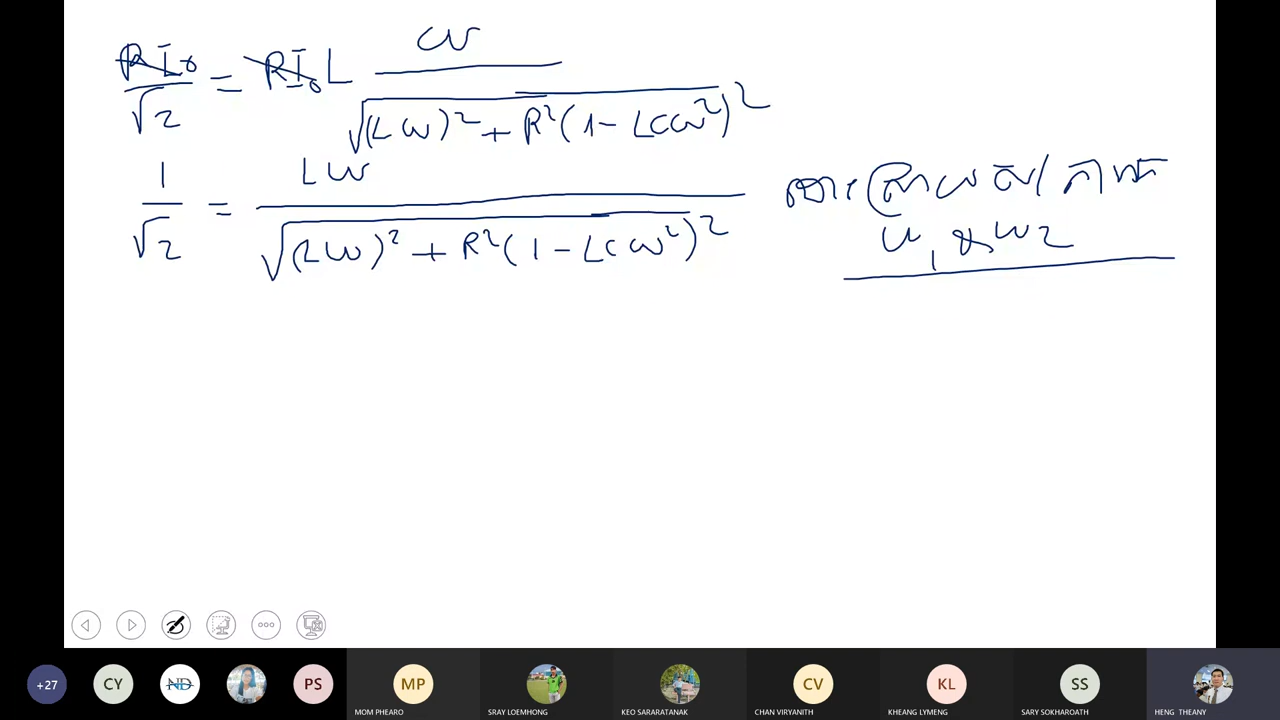 RI₀/√2 = RI₀L ω/√((Lω)² + R²(1 - LCω²)²)
1/√2 = Lω/√((Lω)² + R²(1 - LCω²)²)
ω₁ & ω₂
+27 CY ND PS MP CV KL SS
MOM PHEARO SRAY LOEMHONG KEO SARARATANAK CHAN VIRYANITH KHEANG LYMENG SARY SOKHAROATH HENG THEANY